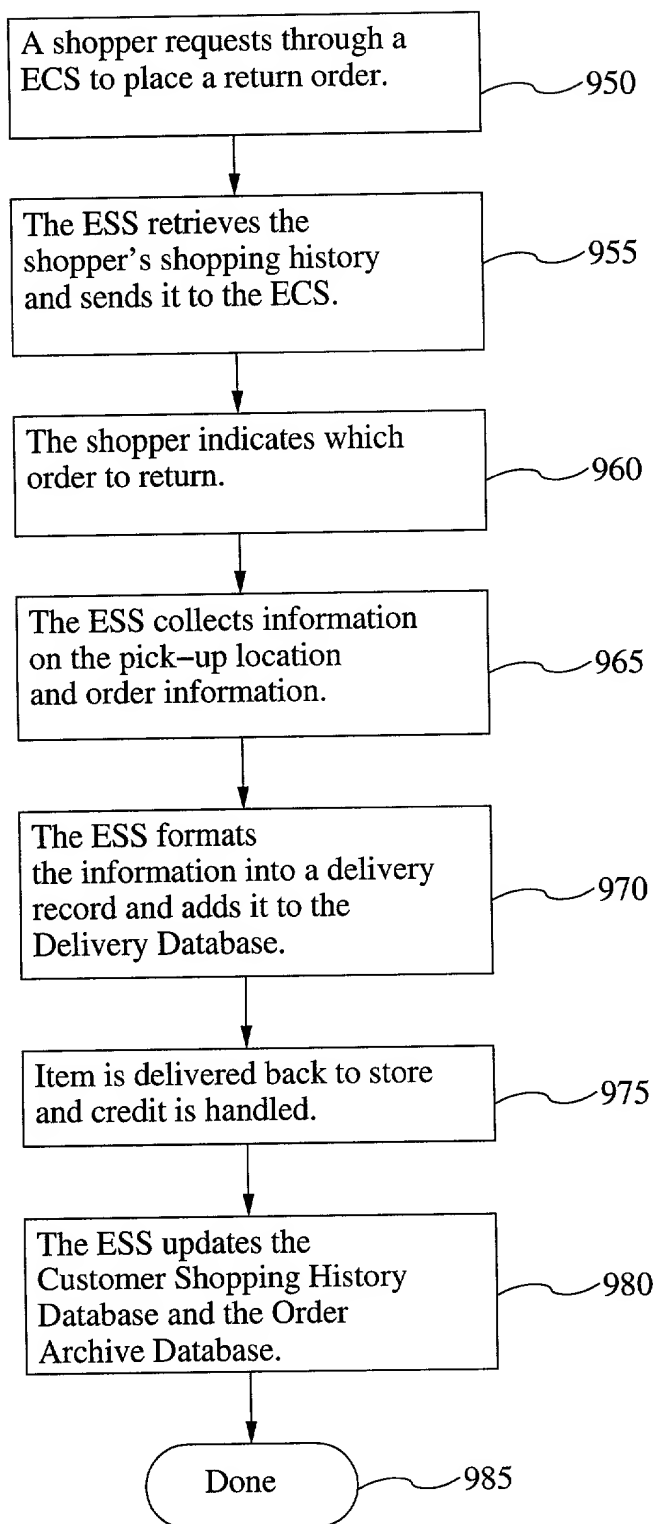 A shopper requests through a
ECS to place a return order.
950
The ESS retrieves the
shopper's shopping history
and sends it to the ECS.
955
The shopper indicates which
order to return.
960
The ESS collects information
on the pick–up location
and order information.
965
The ESS formats
the information into a delivery
record and adds it to the
Delivery Database.
970
Item is delivered back to store
and credit is handled.
975
The ESS updates the
Customer Shopping History
Database and the Order
Archive Database.
980
Done
985